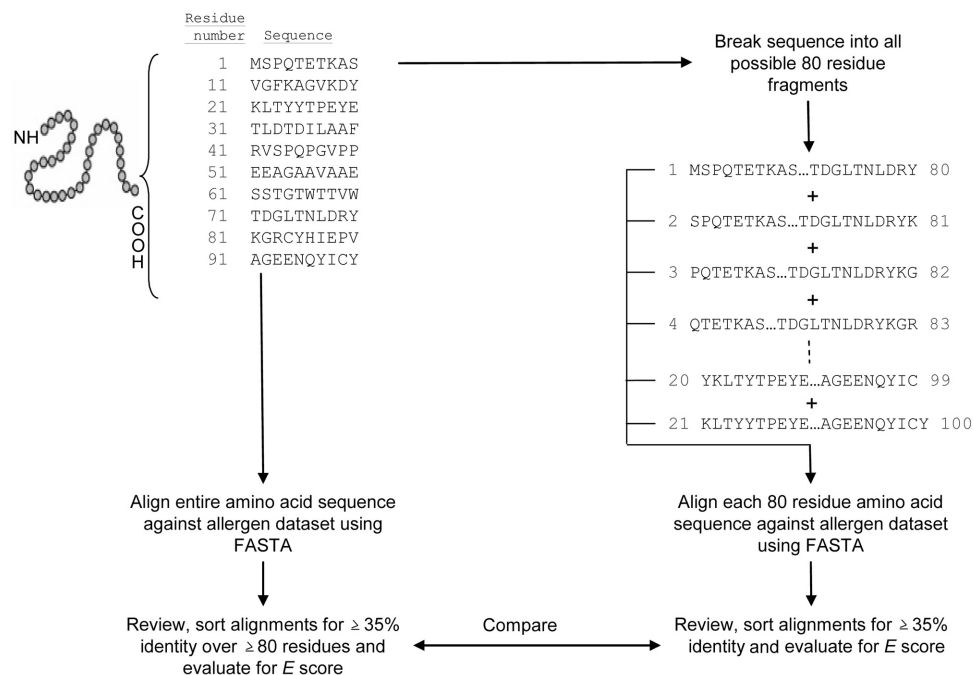 Residue
number Sequence
NH
COOH
1 MSPQTETKAS
11 VGFKAGVKDY
21 KLTYYTPEYE
31 TLDTDILAAF
41 RVSPQPGVPP
51 EEAGAAVAAE
61 SSTGTWTTVW
71 TDGLTNLDRY
81 KGRCYHIEPV
91 AGEENQYICY
Break sequence into all
possible 80 residue
fragments
1 MSPQTETKAS…TDGLTNLDRY 80
+
2 SPQTETKAS…TDGLTNLDRYK 81
+
3 PQTETKAS…TDGLTNLDRYKG 82
+
4 QTETKAS…TDGLTNLDRYKGR 83
20 YKLTYTPEYE…AGEENQYIC 99
+
21 KLTYYTPEYE…AGEENQYICY 100
Align entire amino acid sequence
against allergen dataset using
FASTA
Align each 80 residue amino acid
sequence against allergen dataset
using FASTA
Review, sort alignments for ≥ 35%
identity over ≥ 80 residues and
evaluate for E score
Compare
Review, sort alignments for ≥35%
identity and evaluate for E score